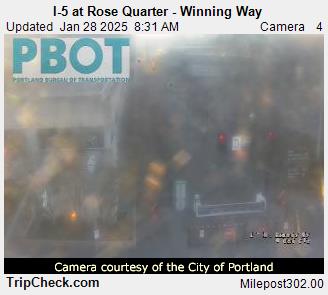 I-5 at Rose Quarter - Winning Way
Updated Jan 28 2025 8:31 AM Camera 4
PBOT
PORTLAND BUREAU OF TRANSPORTATION
Camera courtesy of the City of Portland
TripCheck.com Milepost302.00